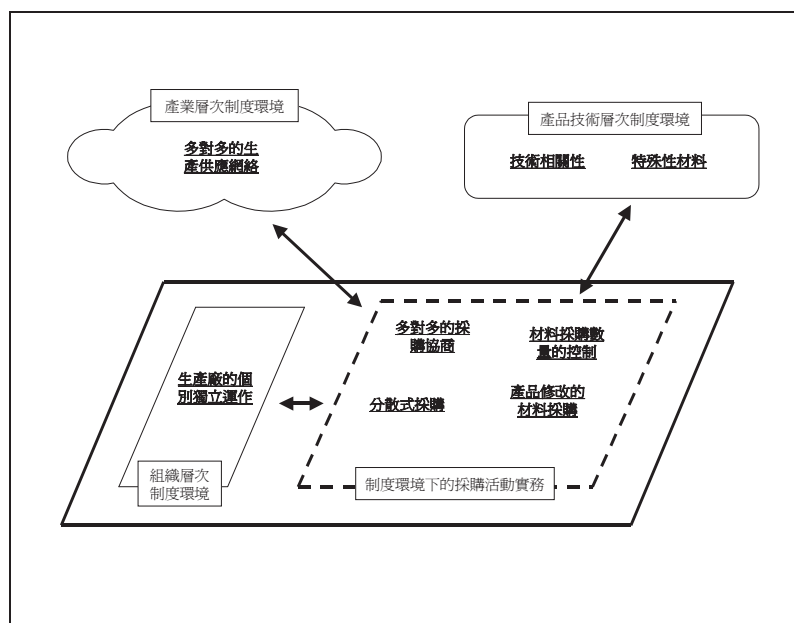 產業層次制度環境
多對多的生
產供應網絡
產品技術層次制度環境
技術相關性
特殊性材料
多對多的採
購協商
材料採購數
量的控制
生產廠的個
別獨立運作
分散式採購
產品修改的
材料採購
組織層次
制度環境
制度環境下的採購活動實務